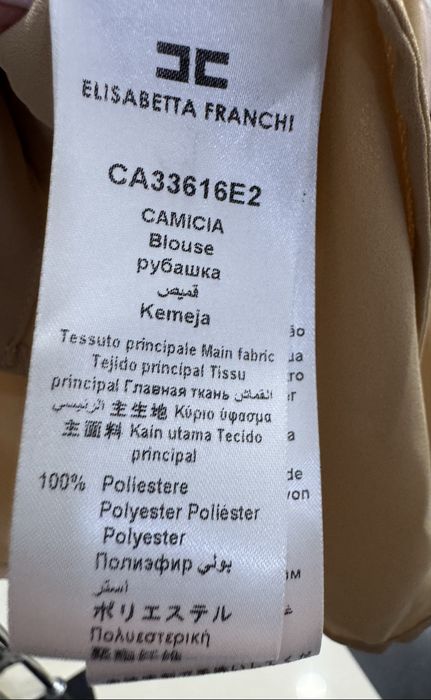 ELISABETTA FRANCHI
CA33616E2
CAMICIA
Blouse
рубашка
قميص
Kemeja
Tessuto principale Main fabric
Tejido principal Tissu
principal Главная ткань القماش
الرئيسي 主生地 Κύριο ύφασμα
主面料 Kain utama Tecido
principal
100% Poliestere
Polyester Poliéster
Polyester
Полиэфир بولي
استر
ポリエステル
Πολυεστερική